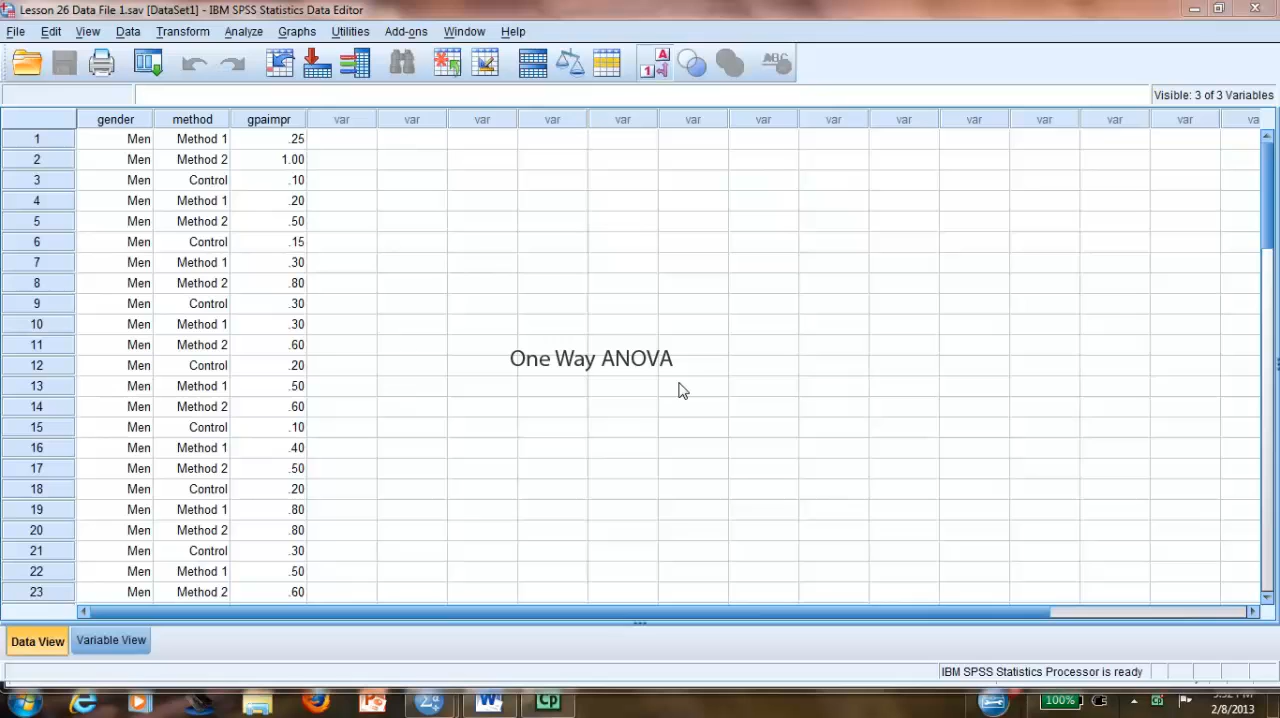 Lesson 26 Data File 1.sav [DataSet1] - IBM SPSS Statistics Data Editor
File Edit View Data Transform Analyze Graphs Utilities Add-ons Window Help
Visible: 3 of 3 Variables
gender method gpaimpr var var var var var var var var var var var var var va
1 Men Method 1 .25
2 Men Method 2 1.00
3 Men Control .10
4 Men Method 1 .20
5 Men Method 2 .50
6 Men Control .15
7 Men Method 1 .30
8 Men Method 2 .80
9 Men Control .30
10 Men Method 1 .30
11 Men Method 2 .60
One Way ANOVA
12 Men Control .20
13 Men Method 1 .50
14 Men Method 2 .60
15 Men Control .10
16 Men Method 1 .40
17 Men Method 2 .50
18 Men Control .20
19 Men Method 1 .80
20 Men Method 2 .80
21 Men Control .30
22 Men Method 1 .50
23 Men Method 2 .60
Data View Variable View
IBM SPSS Statistics Processor is ready
100%
2/8/2013